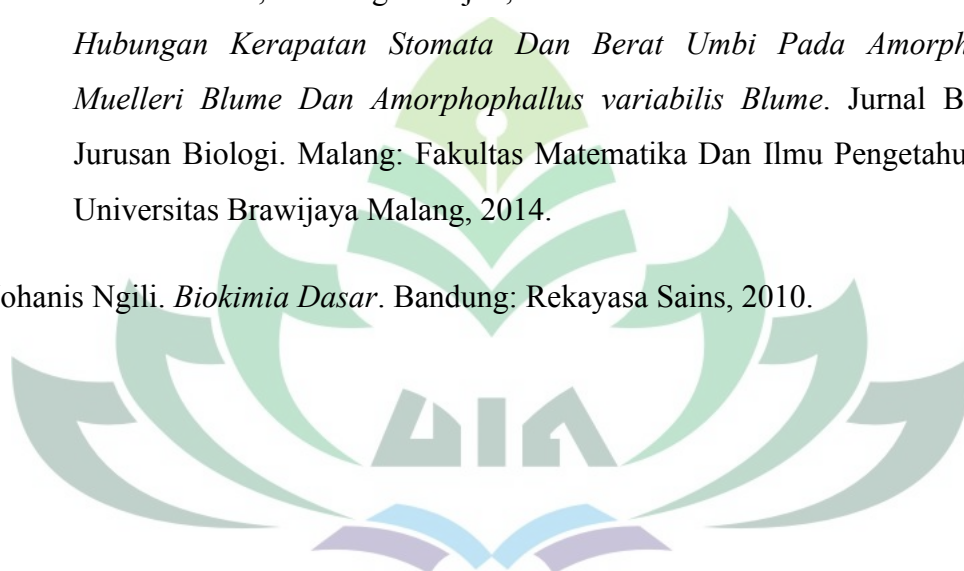 Hubungan Kerapatan Stomata Dan Berat Umbi Pada Amorph
Muelleri Blume Dan Amorphophallus variabilis Blume. Jurnal B
Jurusan Biologi. Malang: Fakultas Matematika Dan Ilmu Pengetahu
Universitas Brawijaya Malang, 2014.
ohanis Ngili. Biokimia Dasar. Bandung: Rekayasa Sains, 2010.
UIN